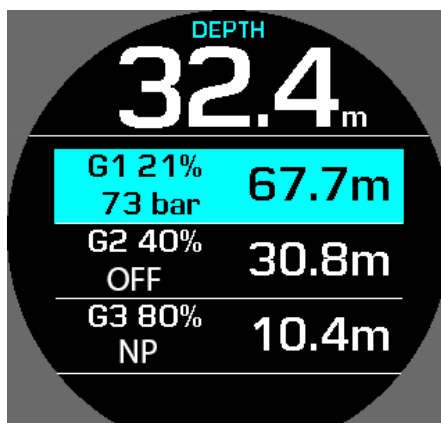 DEPTH
32.4m
G1 21%
73 bar
67.7m
G2 40%
OFF
30.8m
G3 80%
NP
10.4m